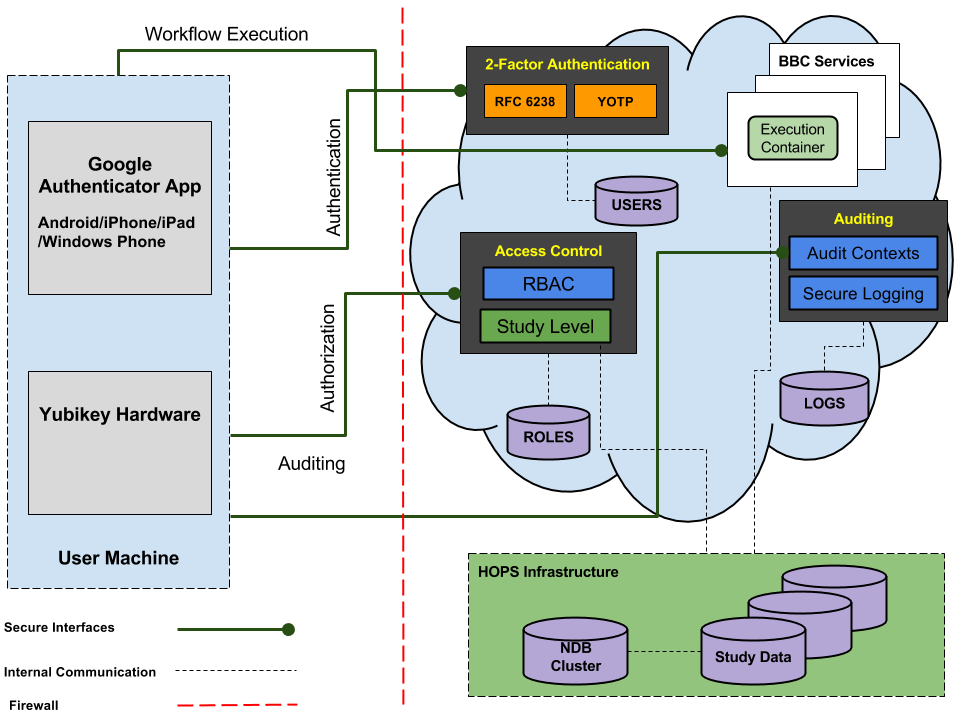 Workflow Execution
Google
Authenticator App
Android/iPhone/iPad
/Windows Phone
Yubikey Hardware
User Machine
Authentication
Authorization
Auditing
2-Factor Authentication
RFC 6238
YOTP
USERS
BBC Services
Execution
Container
Access Control
RBAC
Study Level
ROLES
Auditing
Audit Contexts
Secure Logging
LOGS
HOPS Infrastructure
NDB
Cluster
Study Data
Secure Interfaces
Internal Communication
Firewall